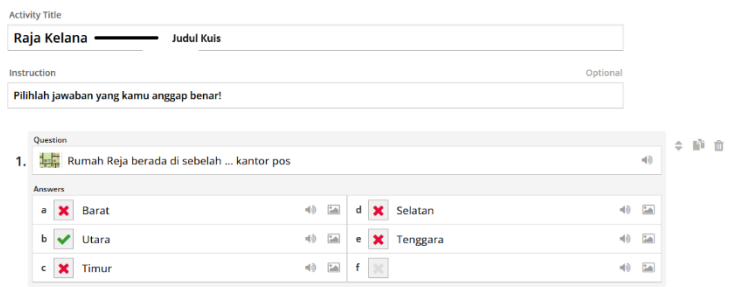 Activity Title
Raja Kelana Judul Kuis
Instruction Optional
Pilihlah jawaban yang kamu anggap benar!
Question
1. Rumah Reja berada di sebelah ... kantor pos
Answers
a Barat
b Utara
c Timur
d Selatan
e Tenggara
f